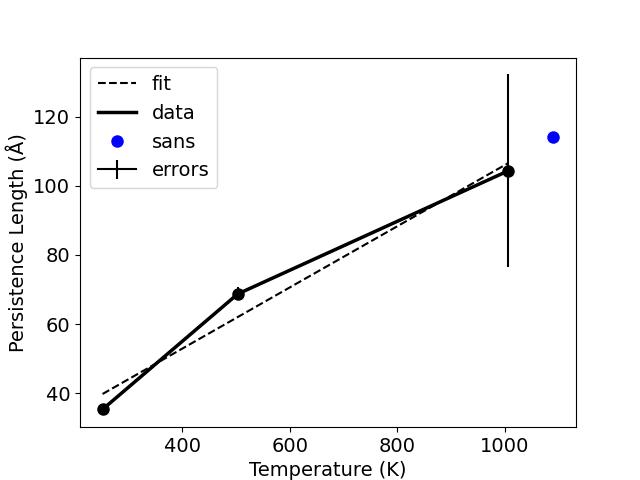 fit
data
sans
errors
120
100
80
60
40
Persistence Length (Å)
400
600
800
1000
Temperature (K)